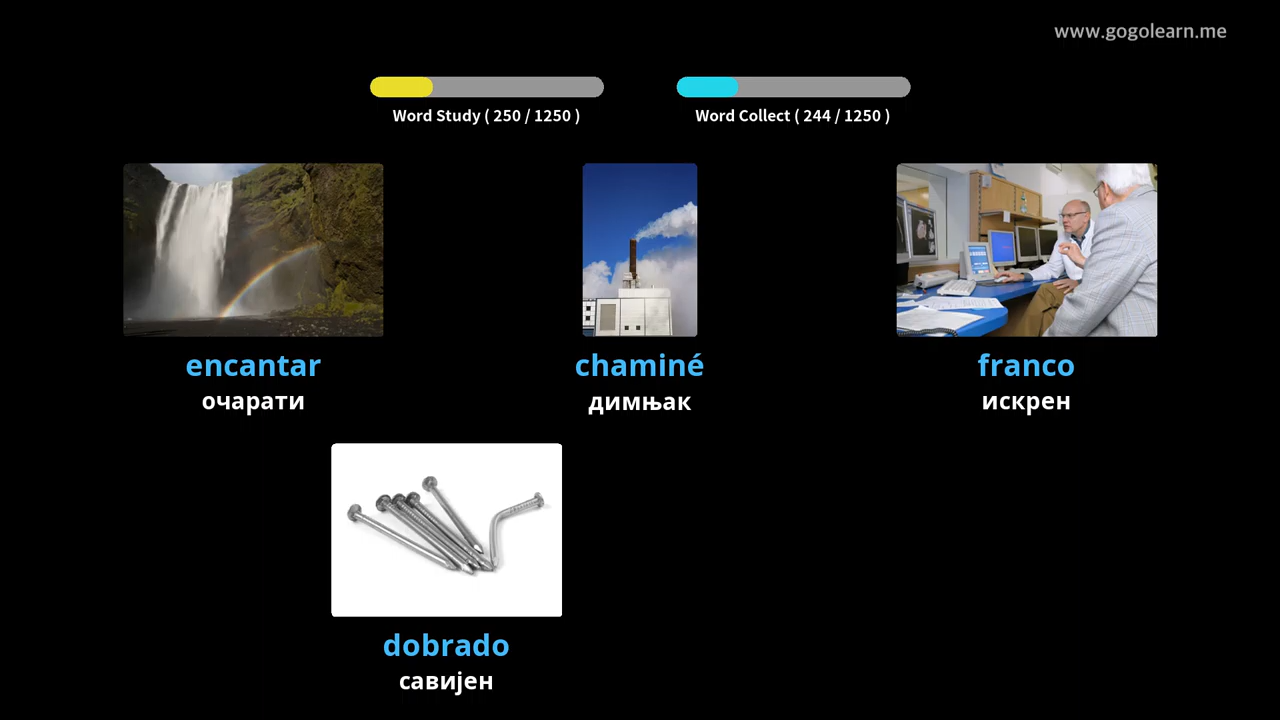 www.gogolearn.me
Word Study ( 250 / 1250 )
Word Collect ( 244 / 1250 )
encantar
очарати
chaminé
димњак
franco
искрен
dobrado
савијен